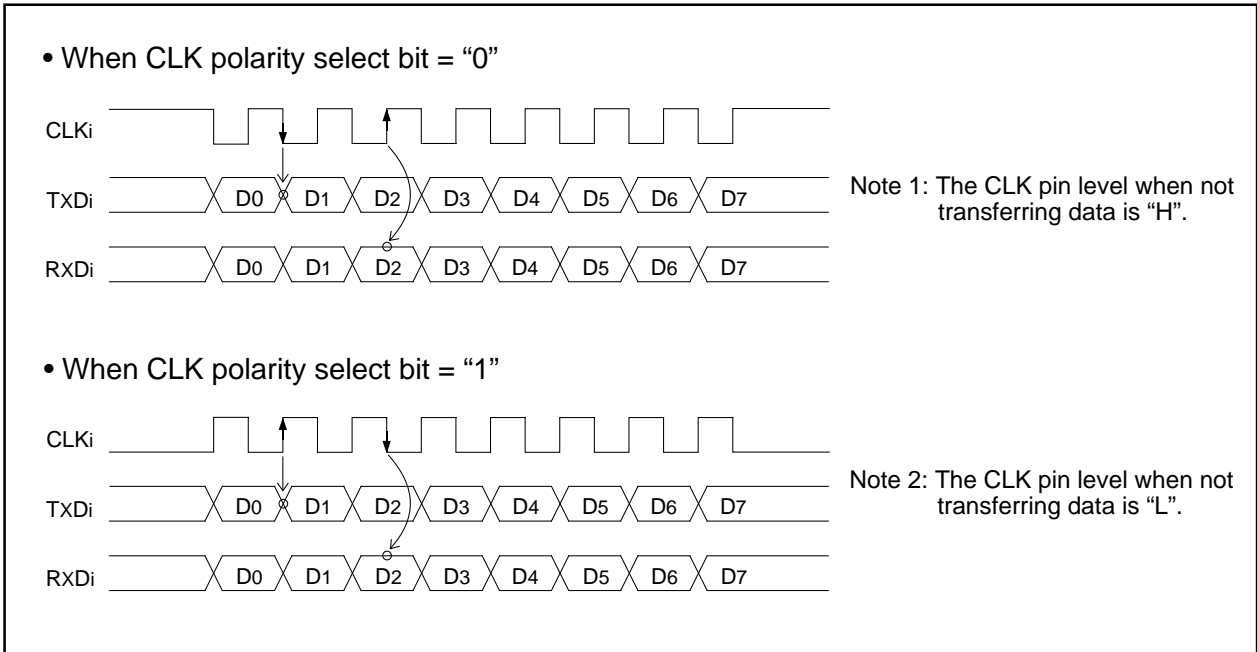 • When CLK polarity select bit = “0”
CLKi
TXDi D0 D1 D2 D3 D4 D5 D6 D7
RXDi D0 D1 D2 D3 D4 D5 D6 D7
Note 1: The CLK pin level when not
transferring data is “H”.
• When CLK polarity select bit = “1”
CLKi
TXDi D0 D1 D2 D3 D4 D5 D6 D7
RXDi D0 D1 D2 D3 D4 D5 D6 D7
Note 2: The CLK pin level when not
transferring data is “L”.